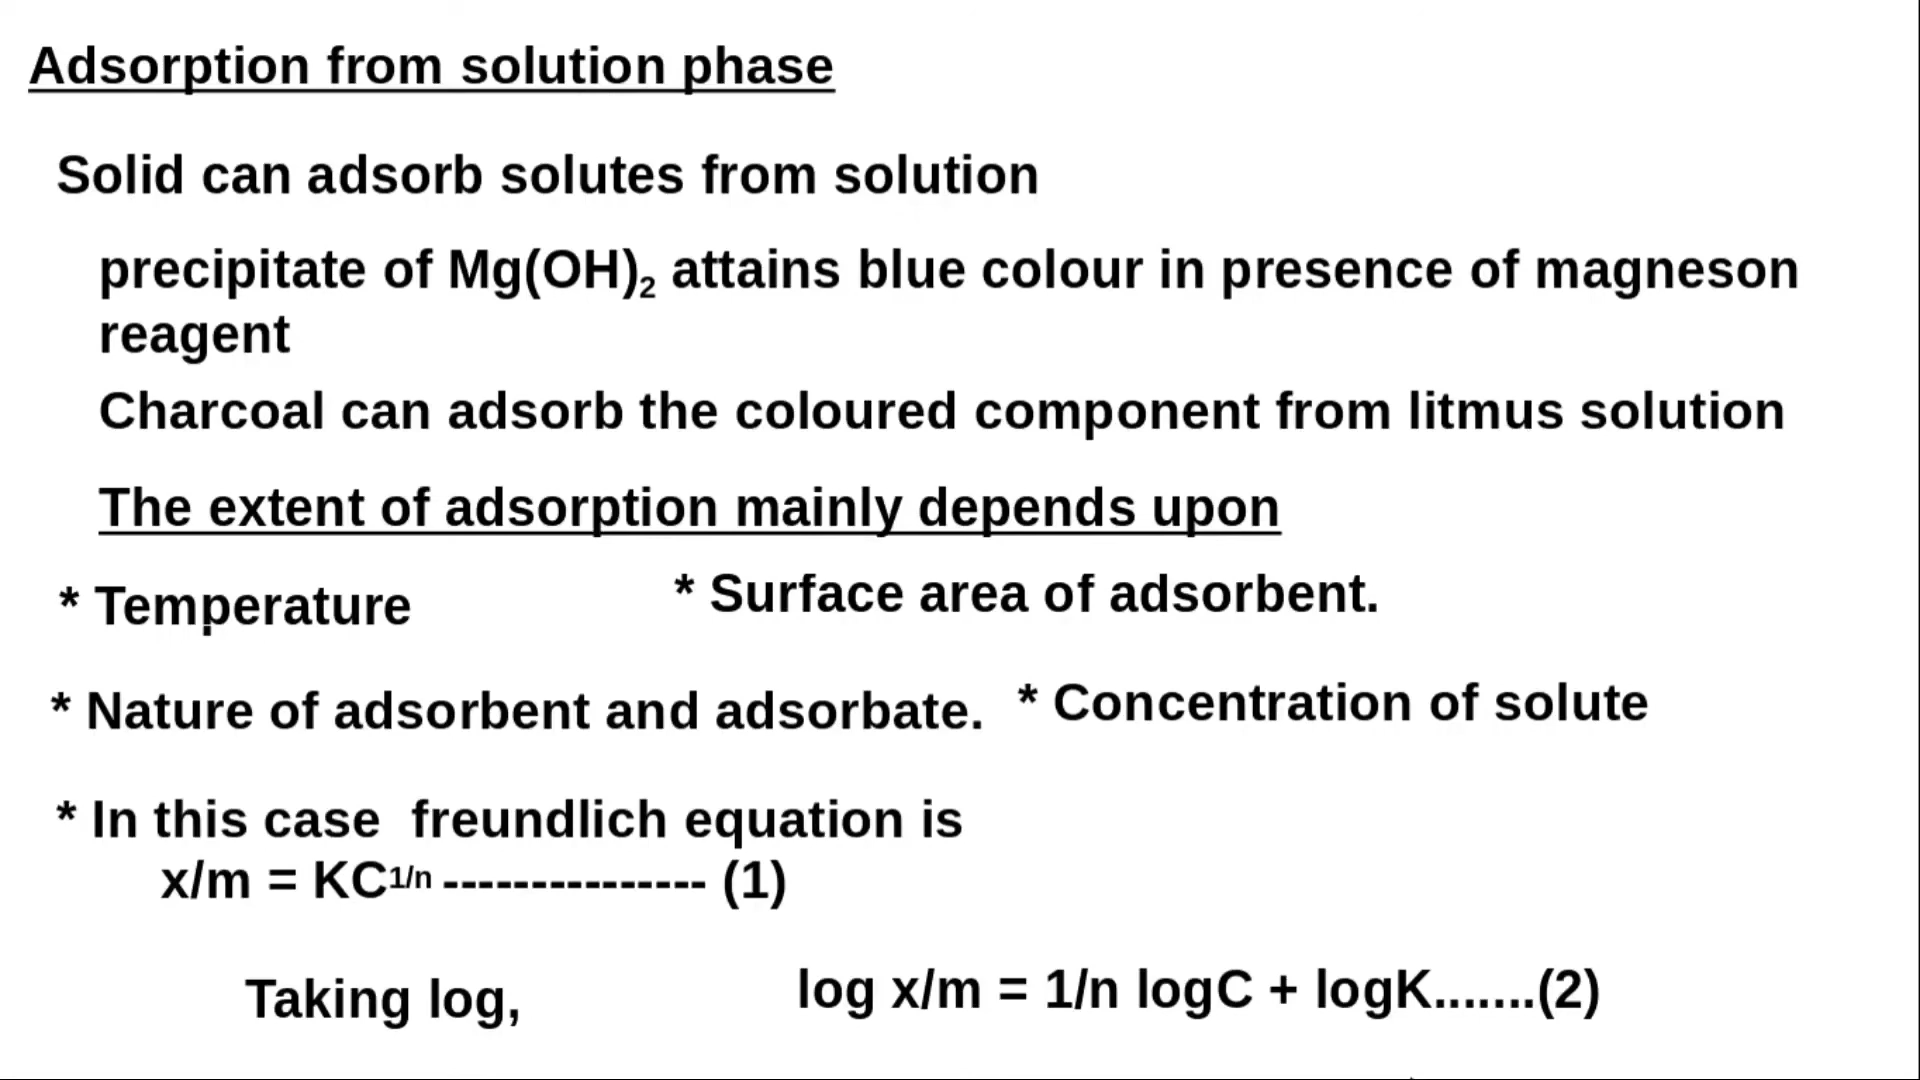 Adsorption from solution phase
Solid can adsorb solutes from solution
precipitate of Mg(OH)₂ attains blue colour in presence of magneson
reagent
Charcoal can adsorb the coloured component from litmus solution
The extent of adsorption mainly depends upon
* Temperature
* Surface area of adsorbent.
* Nature of adsorbent and adsorbate.
* Concentration of solute
* In this case freundlich equation is
x/m = KC¹/ⁿ --------------- (1)
Taking log,
log x/m = 1/n logC + logK.......(2)